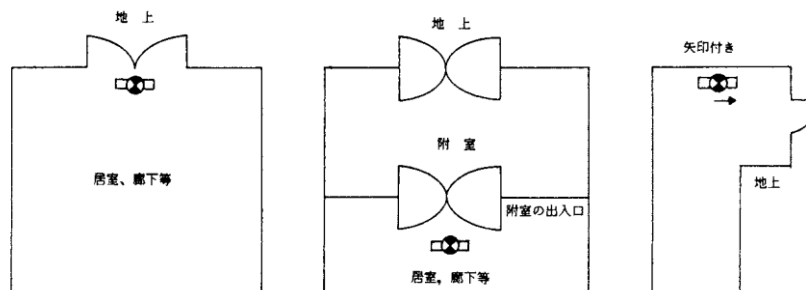 地 上
居室、廊下等
地 上
附 室
附室の出入口
居室，廊下等
矢印付き
地上